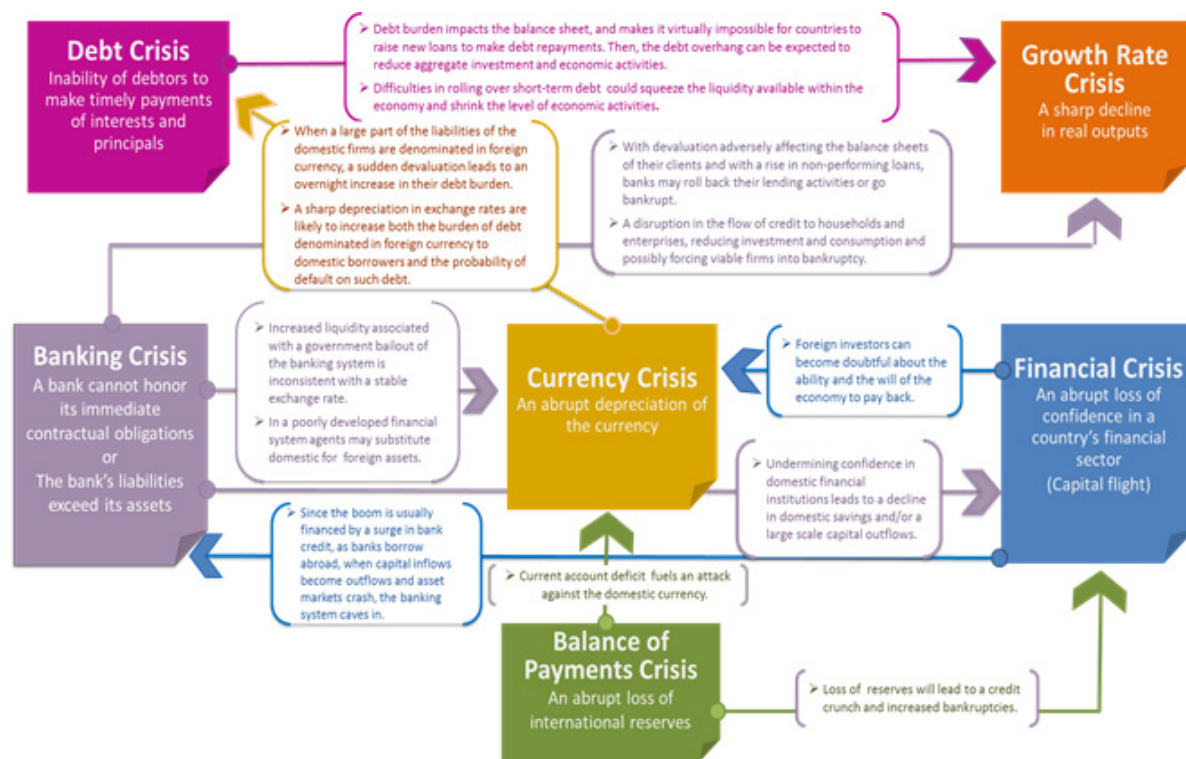 Debt Crisis
Inability of debtors to
make timely payments
of interests and
principals
➢ Debt burden impacts the balance sheet, and makes it virtually impossible for countries to
raise new loans to make debt repayments. Then, the debt overhang can be expected to
reduce aggregate investment and economic activities.
➢ Difficulties in rolling over short-term debt could squeeze the liquidity available within the
economy and shrink the level of economic activities.
Growth Rate
Crisis
A sharp decline
in real outputs
➢ When a large part of the liabilities of the
domestic firms are denominated in foreign
currency, a sudden devaluation leads to an
overnight increase in their debt burden.
➢ A sharp depreciation in exchange rates are
likely to increase both the burden of debt
denominated in foreign currency to
domestic borrowers and the probability of
default on such debt.
➢ With devaluation adversely affecting the balance sheets
of their clients and with a rise in non-performing loans,
banks may roll back their lending activities or go
bankrupt.
➢ A disruption in the flow of credit to households and
enterprises, reducing investment and consumption and
possibly forcing viable firms into bankruptcy.
Banking Crisis
A bank cannot honor
its immediate
contractual obligations
or
The bank's liabilities
exceed its assets
➢ Increased liquidity associated
with a government bailout of
the banking system is
inconsistent with a stable
exchange rate.
➢ In a poorly developed financial
system agents may substitute
domestic for foreign assets.
Currency Crisis
An abrupt depreciation of
the currency
➢ Foreign investors can
become doubtful about the
ability and the will of the
economy to pay back.
Financial Crisis
An abrupt loss of
confidence in a
country's financial
sector
(Capital flight)
➢ Undermining confidence in
domestic financial
institutions leads to a decline
in domestic savings and/or a
large scale capital outflows.
➢ Since the boom is usually
financed by a surge in bank
credit, as banks borrow
abroad, when capital inflows
become outflows and asset
markets crash, the banking
system caves in.
➢ Current account deficit fuels an attack
against the domestic currency.
Balance of
Payments Crisis
An abrupt loss of
international reserves
➢ Loss of reserves will lead to a credit
crunch and increased bankruptcies.